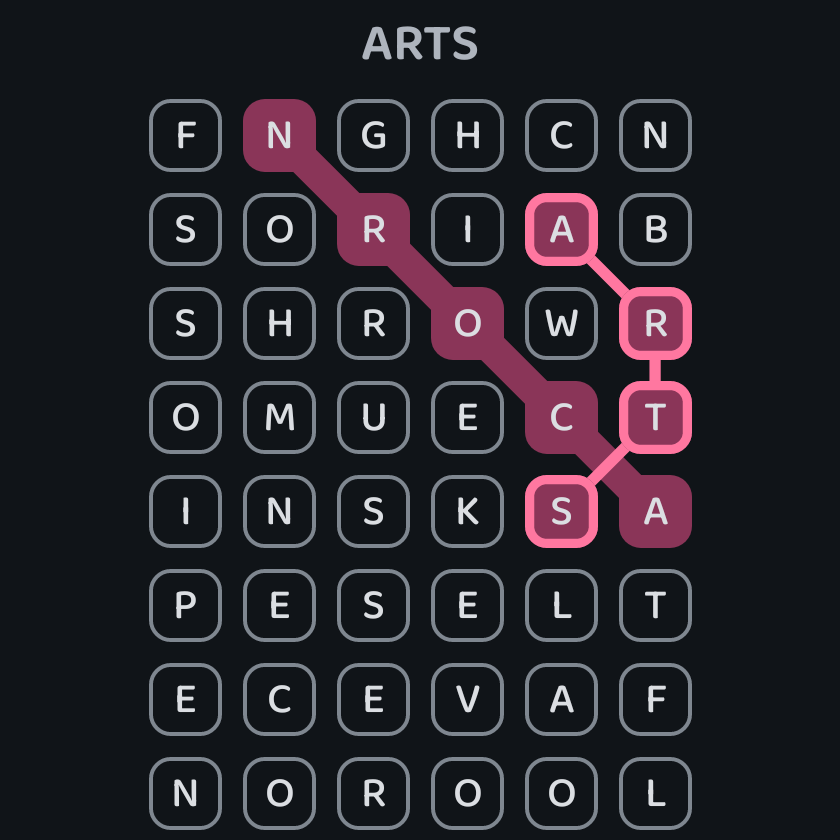 ARTS
F N G H C N
S O R I A B
S H R O W R
O M U E C T
I N S K S A
P E S E L T
E C E V A F
N O R O O L